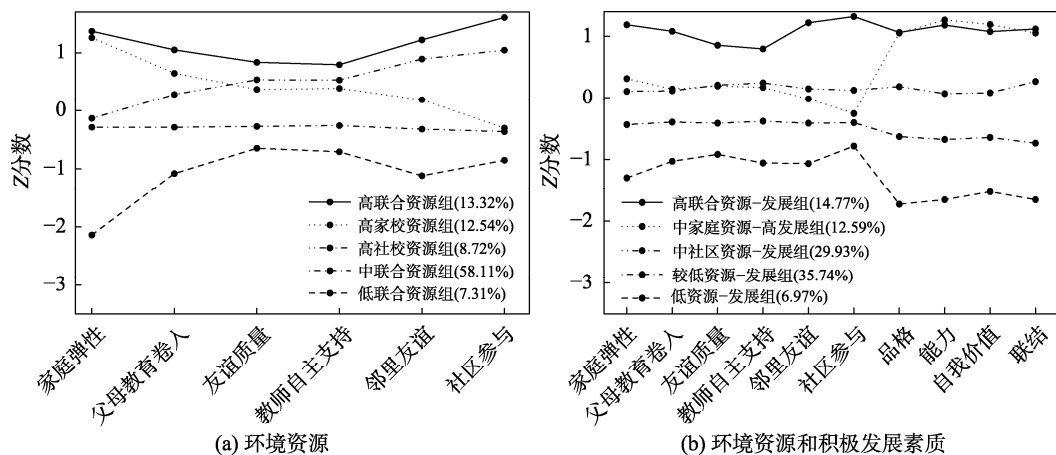 1
0
−1
−2
−3
Z分数
高联合资源组(13.32%)
高家校资源组(12.54%)
高社校资源组(8.72%)
中联合资源组(58.11%)
低联合资源组(7.31%)
家庭弹性
父母教育卷入
友谊质量
教师自主支持
邻里友谊
社区参与
(a) 环境资源
1
0
−1
−2
−3
Z分数
高联合资源−发展组(14.77%)
中家庭资源−高发展组(12.59%)
中社区资源−发展组(29.93%)
较低资源−发展组(35.74%)
低资源−发展组(6.97%)
家庭弹性
父母教育卷人
友谊质量
教师自主支持
邻里友谊
社区参与
品格
能力
自我价值
联结
(b) 环境资源和积极发展素质